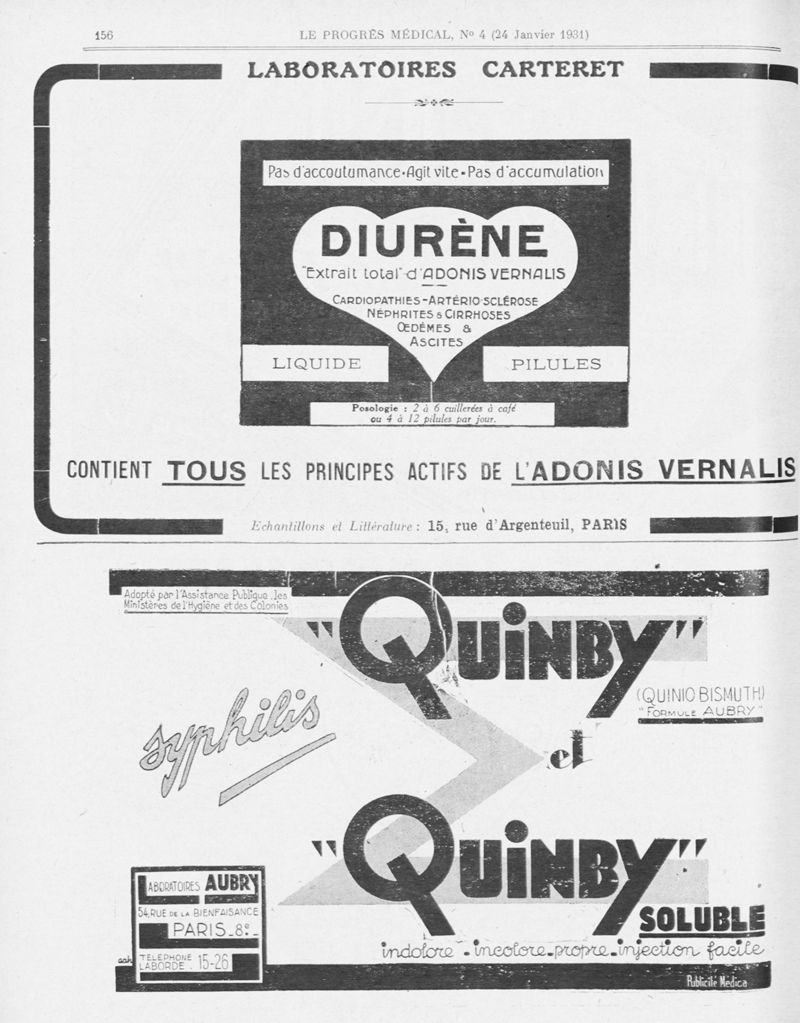 156
LE PROGRÈS MÉDICAL, No 4 (24 Janvier 1931)
LABORATOIRES CARTERET
Pas d'accoutumance•Agit vite•Pas d'accumulation
DIURÈNE
"Extrait total" d'ADONIS VERNALIS
CARDIOPATHIES-ARTÉRIO-SCLÉROSE
NÉPHRITES & CIRRHOSES
ŒDÈMES &
ASCITES
LIQUIDE
PILULES
Posologie : 2 à 6 cuillerées à café
ou 4 à 12 pilules par jour.
CONTIENT TOUS LES PRINCIPES ACTIFS DE L'ADONIS VERNALIS
Echantillons et Littérature : 15, rue d'Argenteuil, PARIS
Adopté par l'Assistance Publique . les
Ministères de l'Hygiène et des Colonies
"QUINBY"
(QUINIO BISMUTH)
"FORMULE AUBRY"
syphilis
et
"QUINBY"
SOLUBLE
indolore - incolore - propre - injection facile
LABORATOIRES AUBRY
54, RUE DE LA BIENFAISANCE
PARIS - 8e -
TÉLÉPHONE
LABORDE . 15-26
Publicité Médica